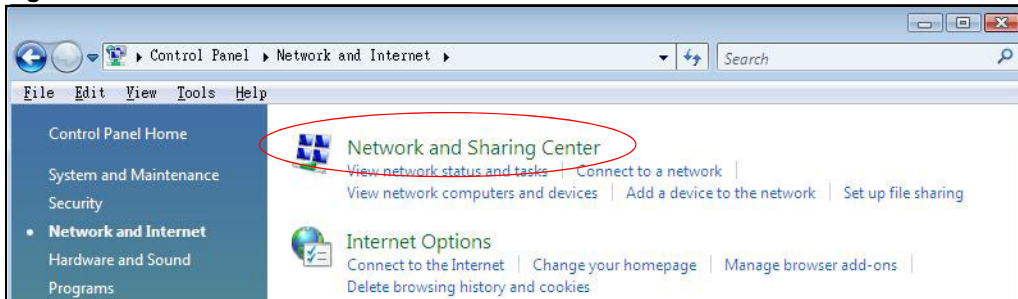 Control Panel Network and Internet
Search
File Edit View Tools Help
Control Panel Home
System and Maintenance
Security
Network and Internet
Hardware and Sound
Programs
Network and Sharing Center
View network status and tasks Connect to a network
View network computers and devices Add a device to the network Set up file sharing
Internet Options
Connect to the Internet Change your homepage Manage browser add-ons
Delete browsing history and cookies